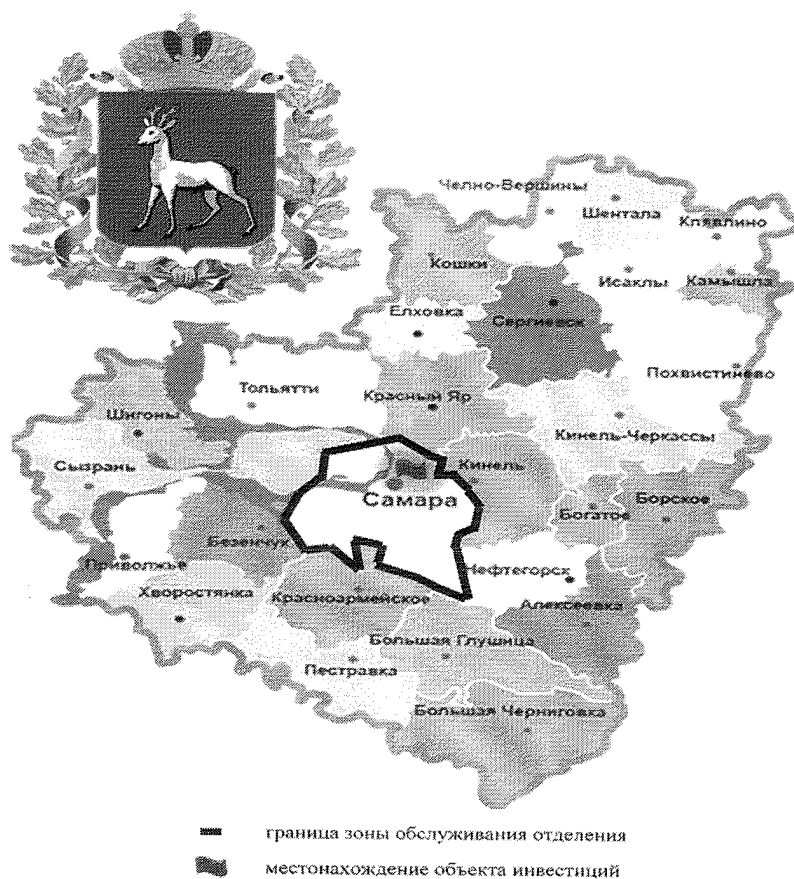 Челно-Вершины
Шентала
Клявлино
Кошки
Исаклы
Камышла
Елховка
Сергиевск
Похвистинево
Тольятти
Красный Яр
Шигоны
Кинель-Черкассы
Сызрань
Кинель
Самара
Богатое
Борское
Безенчук
Приволжье
Нефтегорск
Хворостянка
Красноармейское
Алексеевка
Большая Глушица
Пестравка
Большая Черниговка
граница зоны обслуживания отделения
местонахождение объекта инвестиций